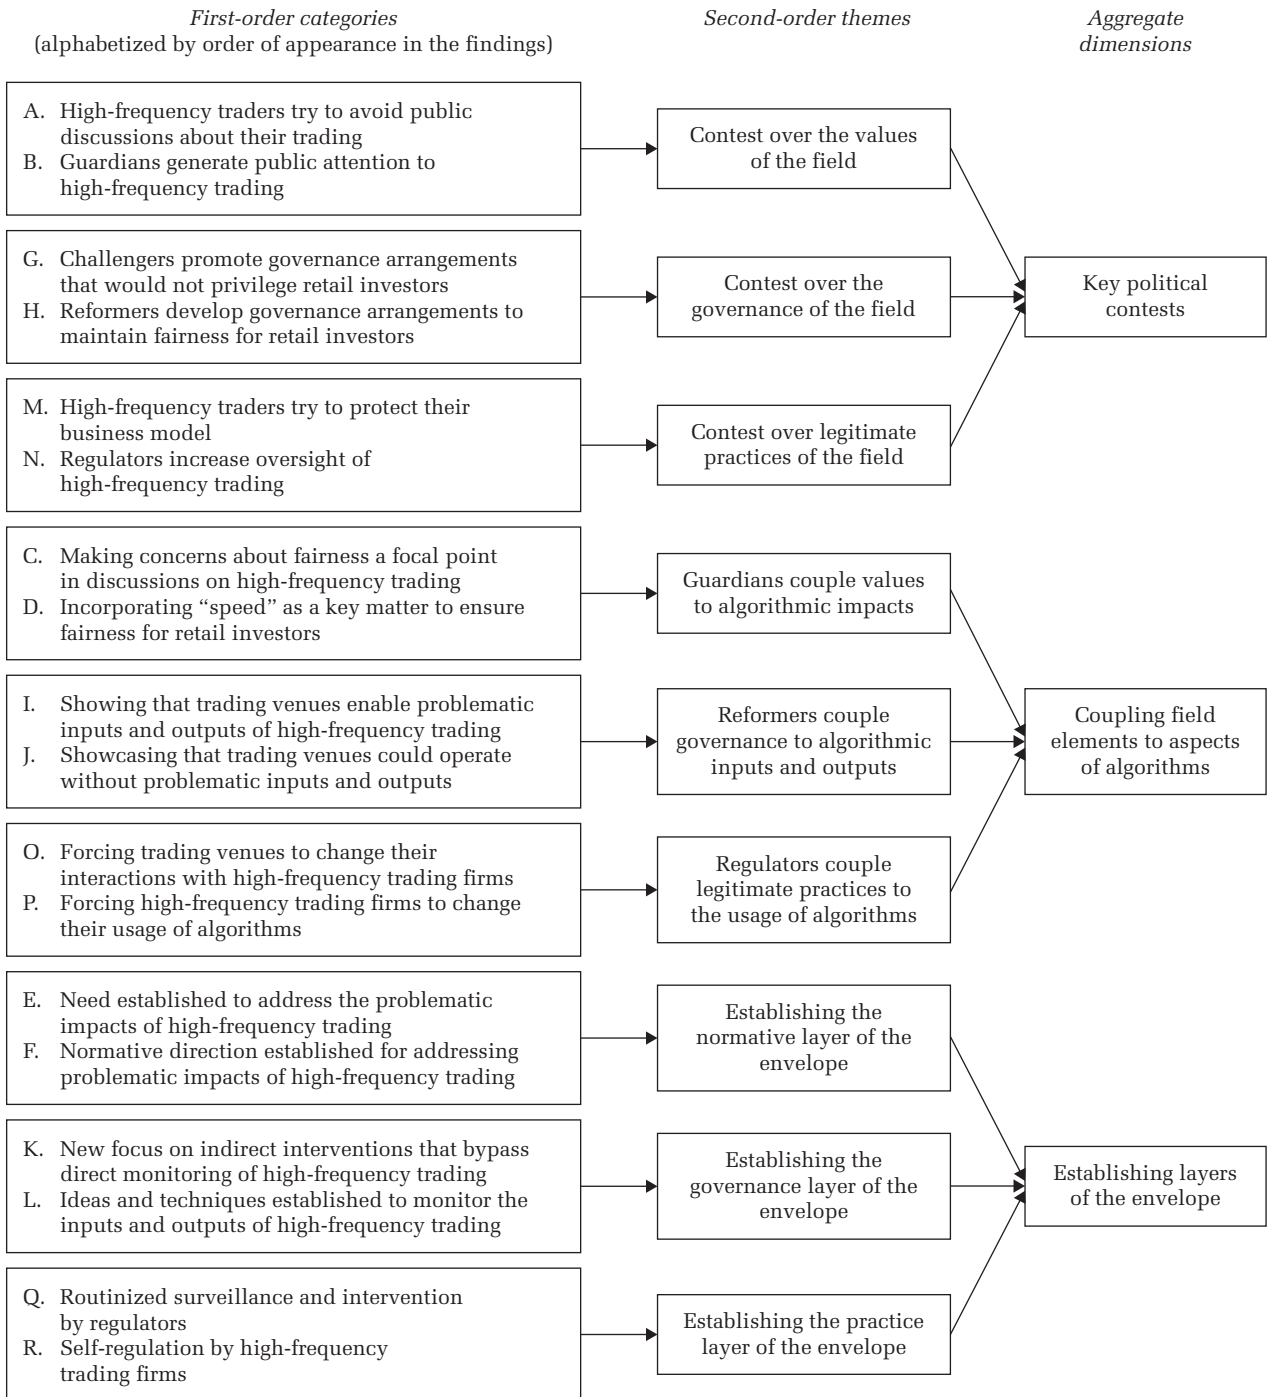 First-order categories
(alphabetized by order of appearance in the findings)
Second-order themes
Aggregate
dimensions
A. High-frequency traders try to avoid public
discussions about their trading
B. Guardians generate public attention to
high-frequency trading
Contest over the values
of the field
G. Challengers promote governance arrangements
that would not privilege retail investors
H. Reformers develop governance arrangements to
maintain fairness for retail investors
Contest over the
governance of the field
Key political
contests
M. High-frequency traders try to protect their
business model
N. Regulators increase oversight of
high-frequency trading
Contest over legitimate
practices of the field
C. Making concerns about fairness a focal point
in discussions on high-frequency trading
D. Incorporating “speed” as a key matter to ensure
fairness for retail investors
Guardians couple values
to algorithmic impacts
I. Showing that trading venues enable problematic
inputs and outputs of high-frequency trading
J. Showcasing that trading venues could operate
without problematic inputs and outputs
Reformers couple
governance to algorithmic
inputs and outputs
Coupling field
elements to aspects
of algorithms
O. Forcing trading venues to change their
interactions with high-frequency trading firms
P. Forcing high-frequency trading firms to change
their usage of algorithms
Regulators couple
legitimate practices to
the usage of algorithms
E. Need established to address the problematic
impacts of high-frequency trading
F. Normative direction established for addressing
problematic impacts of high-frequency trading
Establishing the
normative layer of the
envelope
K. New focus on indirect interventions that bypass
direct monitoring of high-frequency trading
L. Ideas and techniques established to monitor the
inputs and outputs of high-frequency trading
Establishing the
governance layer of the
envelope
Establishing layers
of the envelope
Q. Routinized surveillance and intervention
by regulators
R. Self-regulation by high-frequency
trading firms
Establishing the practice
layer of the envelope